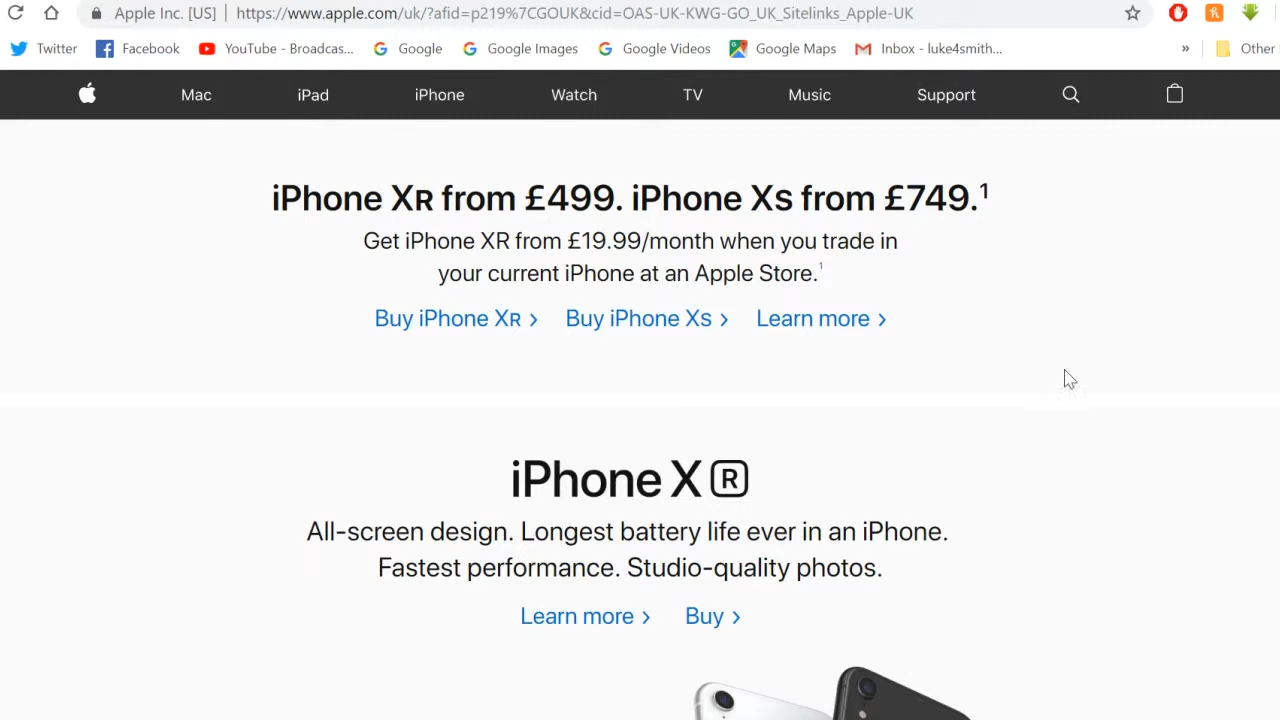 Apple Inc. [US] | https://www.apple.com/uk/?afid=p219%7CGOUK&cid=OAS-UK-KWG-GO_UK_Sitelinks_Apple-UK
Twitter Facebook YouTube - Broadcas... Google Google Images Google Videos Google Maps Inbox - luke4smith... » Other
Mac iPad iPhone Watch TV Music Support
iPhone XR from £499. iPhone XS from £749.¹
Get iPhone XR from £19.99/month when you trade in
your current iPhone at an Apple Store.¹
Buy iPhone XR > Buy iPhone XS > Learn more >
iPhone X R
All-screen design. Longest battery life ever in an iPhone.
Fastest performance. Studio-quality photos.
Learn more > Buy >